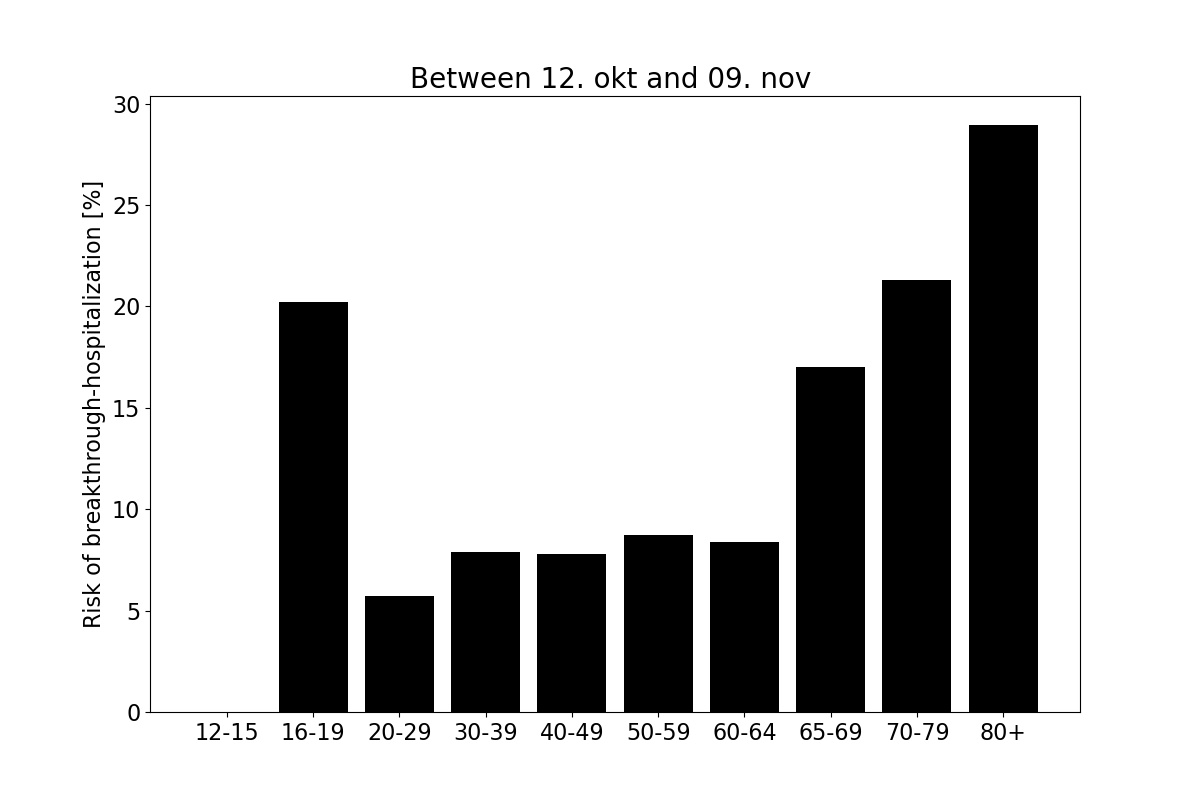 Between 12. okt and 09. nov
Risk of breakthrough-hospitalization [%]
30
25
20
15
10
5
0
12-15 16-19 20-29 30-39 40-49 50-59 60-64 65-69 70-79 80+